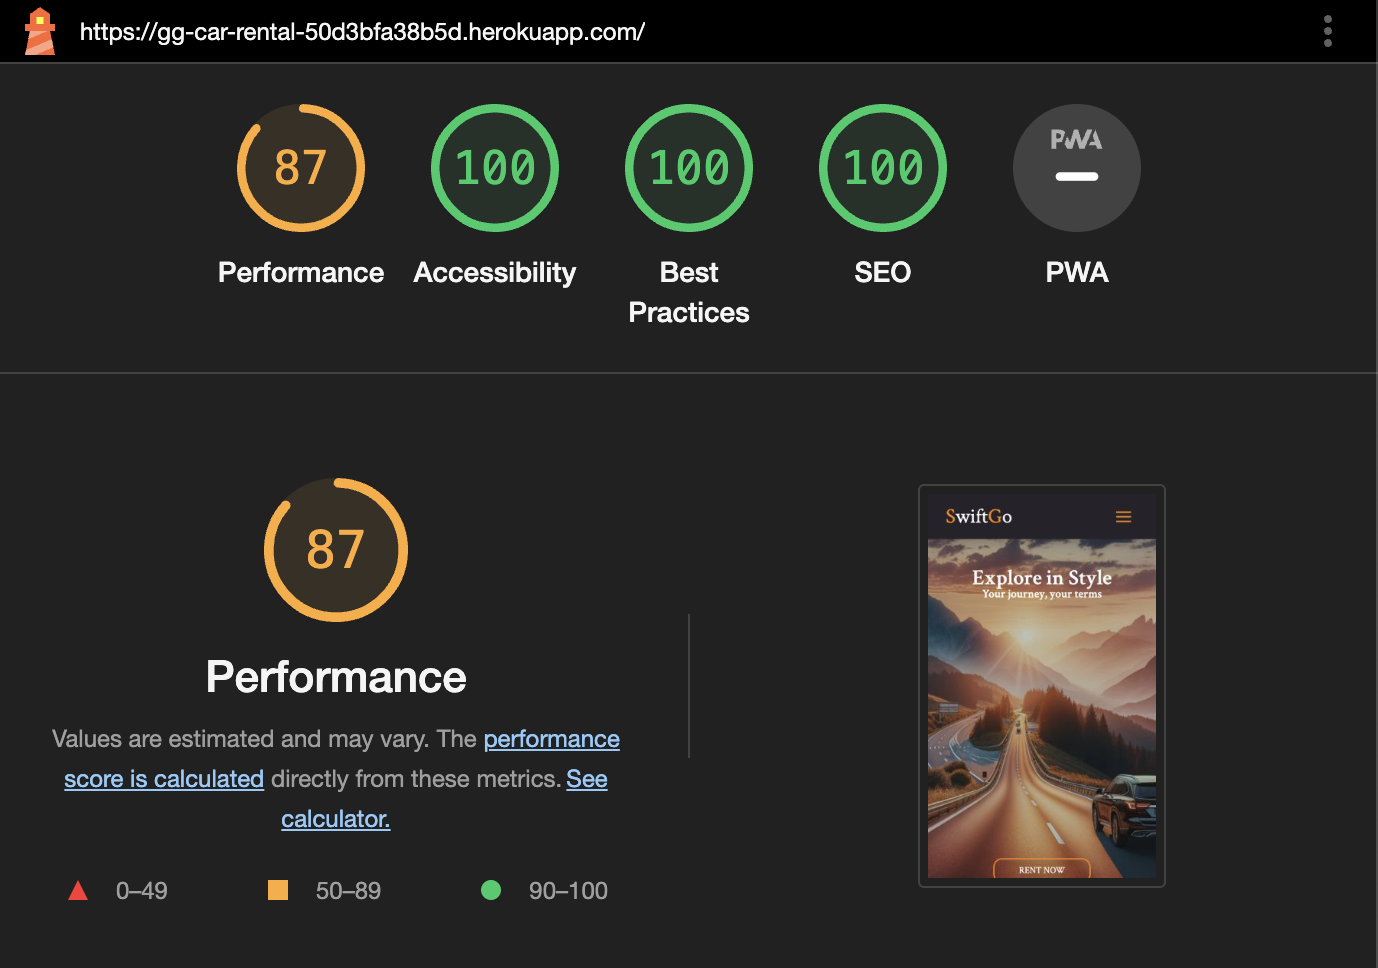 https://gg-car-rental-50d3bfa38b5d.herokuapp.com/
87
100
100
100
PWA
Performance
Accessibility
Best
Practices
SEO
PWA
87
Performance
Values are estimated and may vary. The performance
score is calculated directly from these metrics. See
calculator.
0–49
50–89
90–100
SwiftGo
Explore in Style
Your journey, your terms
RENT NOW